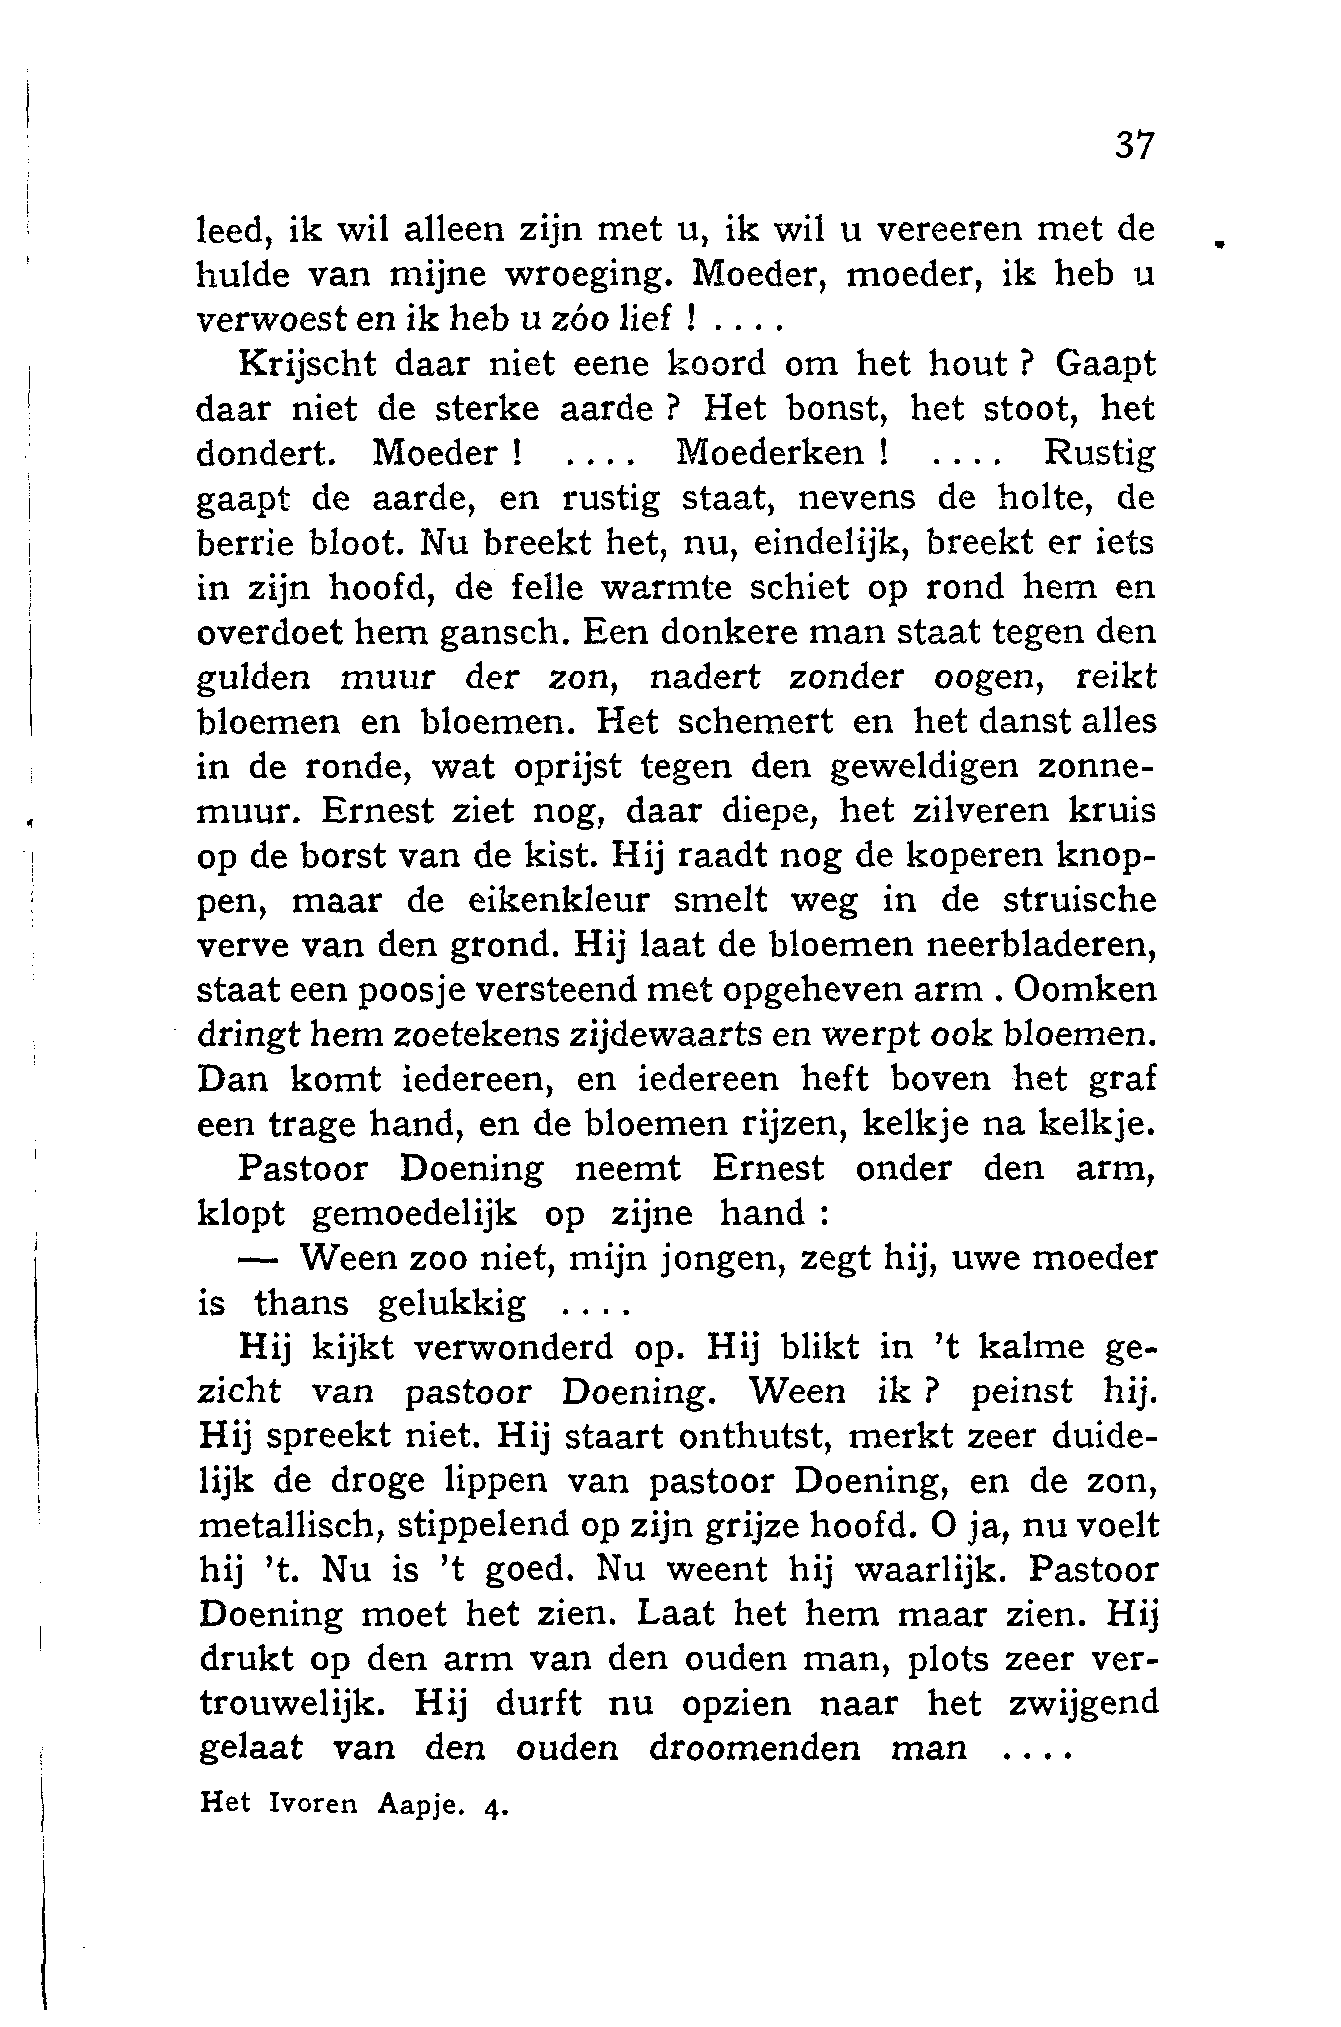 37
leed, ik wil alleen zijn met u, ik wil u vereeren met de
hulde van mijne wroeging. Moeder, moeder, ik heb u
verwoest en ik heb u zóo lief ! ....
Krijscht daar niet eene koord om het hout ? Gaapt
daar niet de sterke aarde ? Het bonst, het stoot, het
dondert. Moeder ! .... Moederken ! .... Rustig
gaapt de aarde, en rustig staat, nevens de holte, de
berrie bloot. Nu breekt het, nu, eindelijk, breekt er iets
in zijn hoofd, de felle warmte schiet op rond hem en
overdoet hem gansch. Een donkere man staat tegen den
gulden muur der zon, nadert zonder oogen, reikt
bloemen en bloemen. Het schemert en het danst alles
in de ronde, wat oprijst tegen den geweldigen zonne-
muur. Ernest ziet nog, daar diepe, het zilveren kruis
op de borst van de kist. Hij raadt nog de koperen knop-
pen, maar de eikenkleur smelt weg in de struische
verve van den grond. Hij laat de bloemen neerbladeren,
staat een poosje versteend met opgeheven arm . Oomken
dringt hem zoetekens zijdewaarts en werpt ook bloemen.
Dan komt iedereen, en iedereen heft boven het graf
een trage hand, en de bloemen rijzen, kelkje na kelkje.
Pastoor Doening neemt Ernest onder den arm,
klopt gemoedelijk op zijne hand :
— Ween zoo niet, mijn jongen, zegt hij, uwe moeder
is thans gelukkig ....
Hij kijkt verwonderd op. Hij blikt in 't kalme ge-
zicht van pastoor Doening. Ween ik ? peinst hij.
Hij spreekt niet. Hij staart onthutst, merkt zeer duide-
lijk de droge lippen van pastoor Doening, en de zon,
metallisch, stippelend op zijn grijze hoofd. O ja, nu voelt
hij 't. Nu is 't goed. Nu weent hij waarlijk. Pastoor
Doening moet het zien. Laat het hem maar zien. Hij
drukt op den arm van den ouden man, plots zeer ver-
trouwelijk. Hij durft nu opzien naar het zwijgend
gelaat van den ouden droomenden man ....
Het Ivoren Aapje. 4.